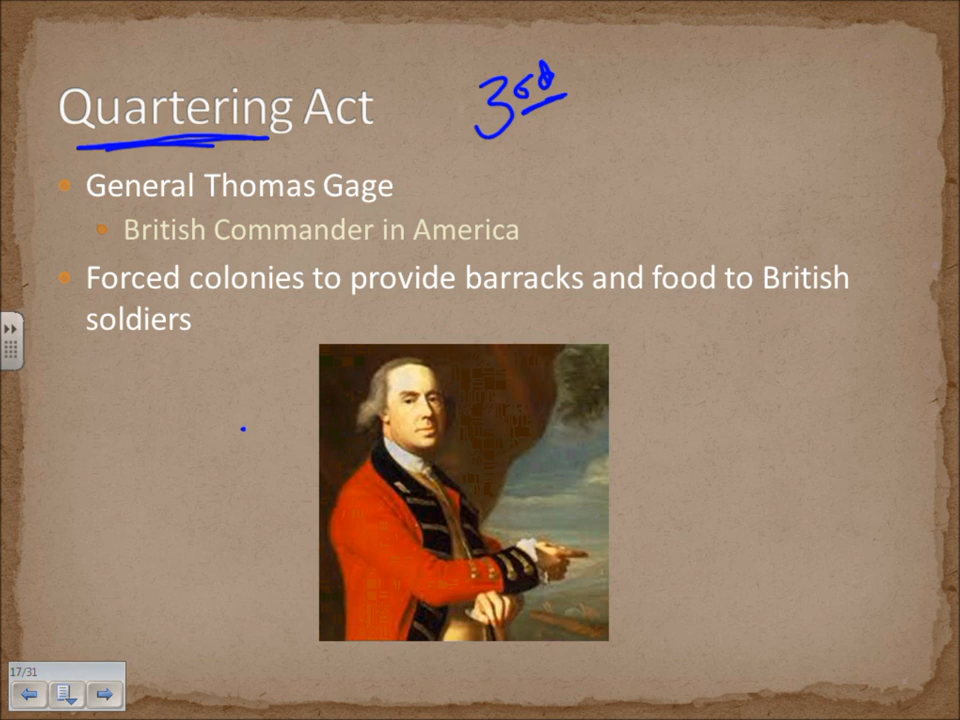 Quartering Act
3rd
General Thomas Gage
British Commander in America
Forced colonies to provide barracks and food to British
soldiers
17/31